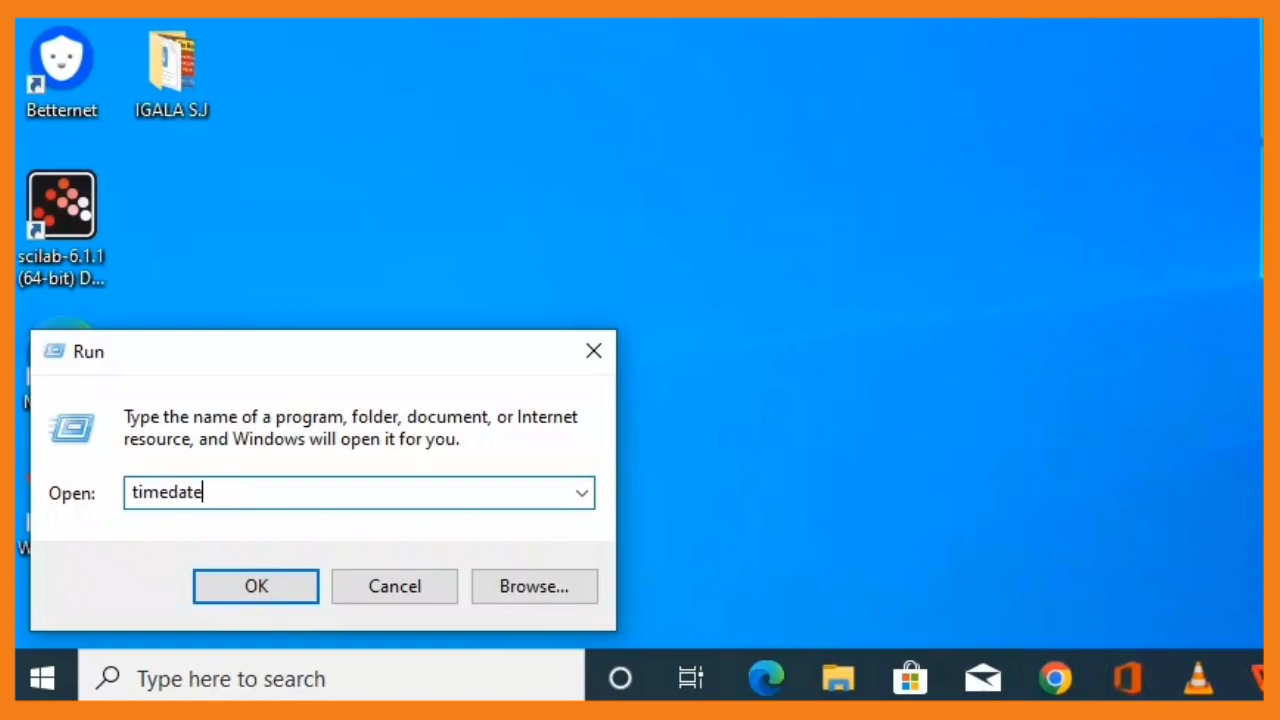 Betternet
IGALA S.J
scilab-6.1.1
(64-bit) D...
Run
Type the name of a program, folder, document, or Internet
resource, and Windows will open it for you.
Open:
timedate
OK
Cancel
Browse...
Type here to search